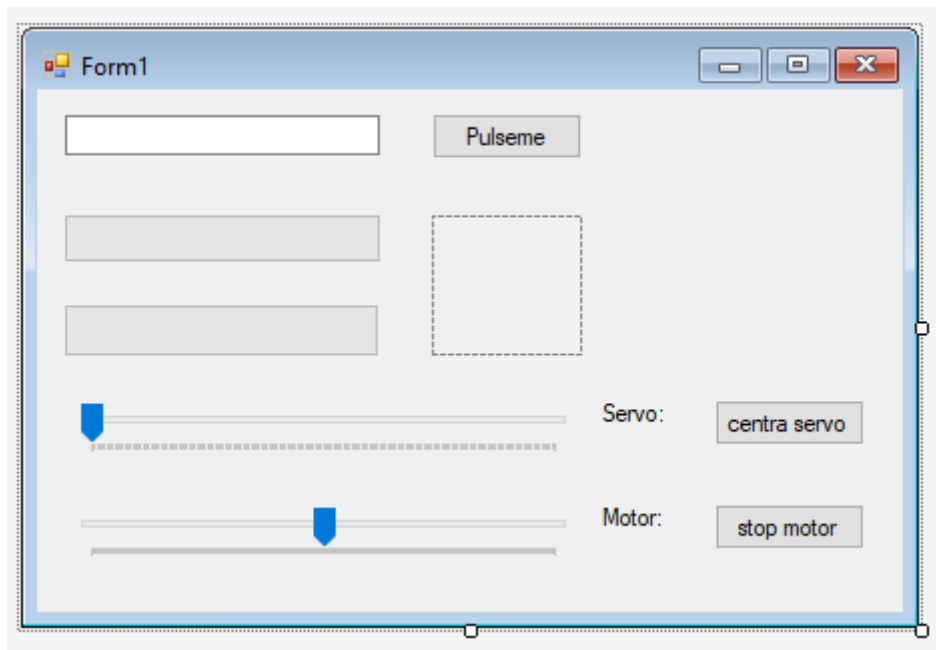 Form1
Pulseme
Servo:
centra servo
Motor:
stop motor